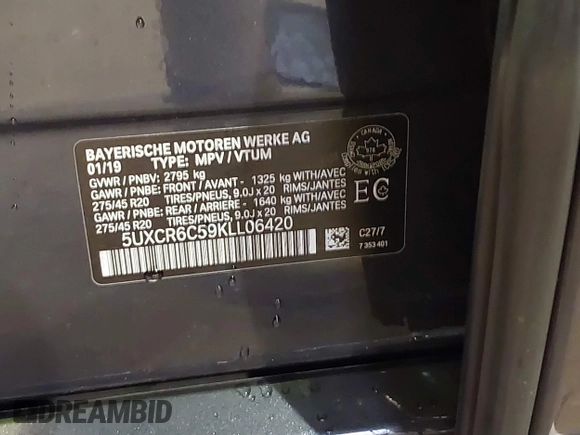 BAYERISCHE MOTOREN WERKE AG
01/19 TYPE: MPV / VTUM
GVWR / PNBV: 2795 kg
GAWR / PNBE: FRONT / AVANT - 1325 kg WITH/AVEC
275/45 R20 TIRES/PNEUS, 9.0J x 20 RIMS/JANTES
GAWR / PNBE: REAR / ARRIERE - 1640 kg WITH/AVEC
275/45 R20 TIRES/PNEUS, 9.0J x 20 RIMS/JANTES
5UXCR6C59KLL06420
CANADA
EC
C27/7
7 353 401
DREAMBID